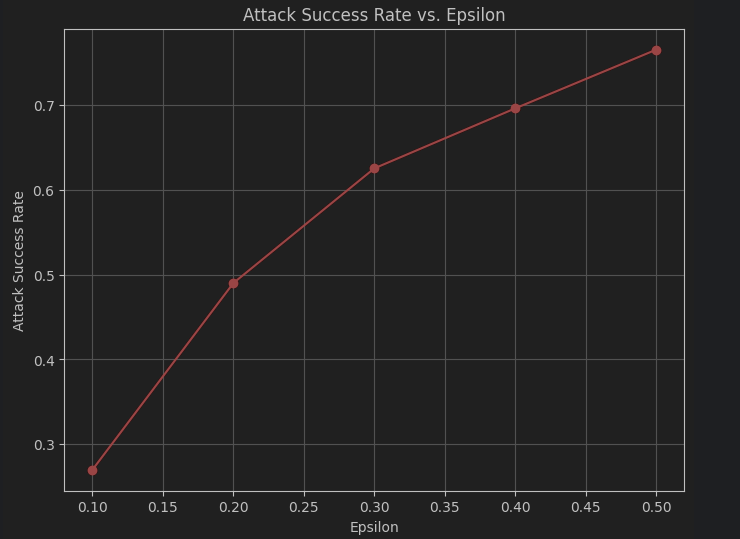 Attack Success Rate vs. Epsilon
Attack Success Rate
0.7
0.6
0.5
0.4
0.3
0.10 0.15 0.20 0.25 0.30 0.35 0.40 0.45 0.50
Epsilon